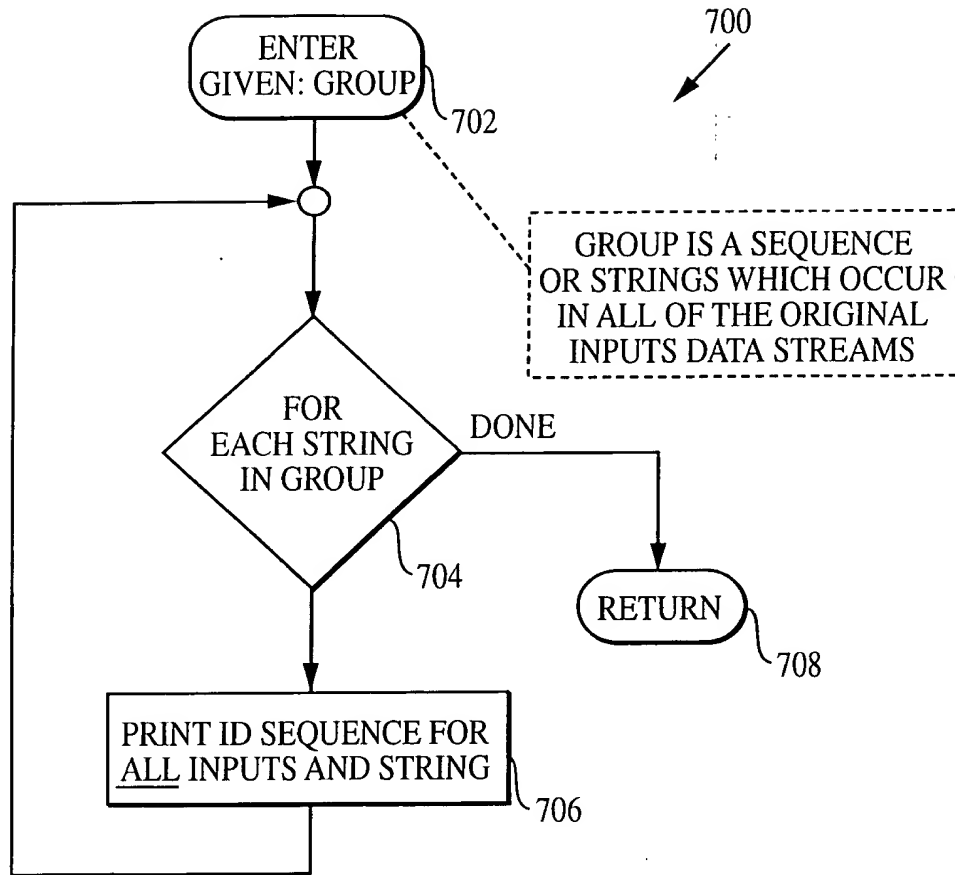 700
ENTER
GIVEN: GROUP
702
GROUP IS A SEQUENCE
OR STRINGS WHICH OCCUR
IN ALL OF THE ORIGINAL
INPUTS DATA STREAMS
FOR
EACH STRING
IN GROUP
DONE
704
RETURN
708
PRINT ID SEQUENCE FOR
ALL INPUTS AND STRING
706